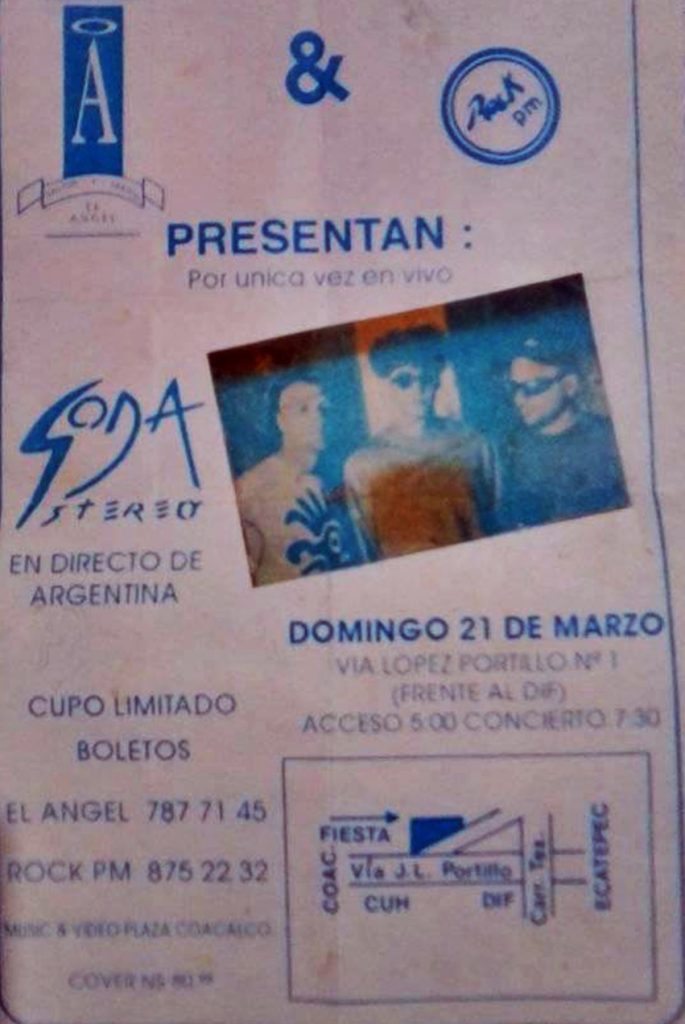 A
EL
ANGEL
&
Rock
pm
PRESENTAN :
Por unica vez en vivo
SODA
STEREO
EN DIRECTO DE
ARGENTINA
DOMINGO 21 DE MARZO
VIA LOPEZ PORTILLO Nº 1
(FRENTE AL DIF)
ACCESO 5:00 CONCIERTO 7:30
CUPO LIMITADO
BOLETOS
EL ANGEL 787 71 45
ROCK PM 875 22 32
MUSIC & VIDEO PLAZA COACALCO
COVER N$ 80.
FIESTA
COAC.
Vía J.L. Portillo
CUH
DIF
Carr. Tex.
ECATEPEC